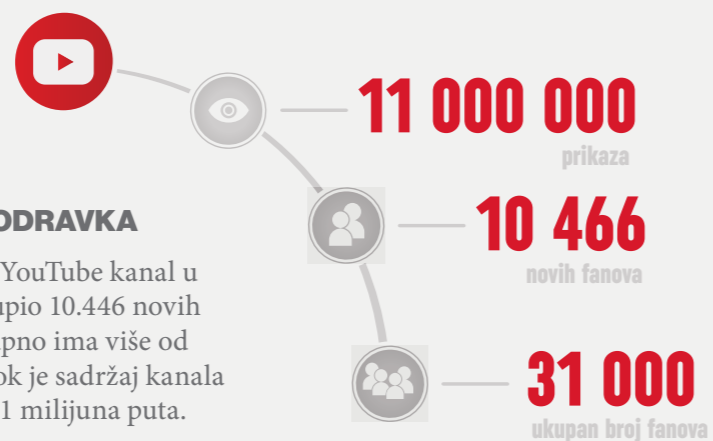 11 000 000
prikaza
ODRAVKA
YouTube kanal u
upio 10.446 novih
pno ima više od
ok je sadržaj kanala
1 milijuna puta.
10 466
novih fanova
31 000
ukupan broj fanova